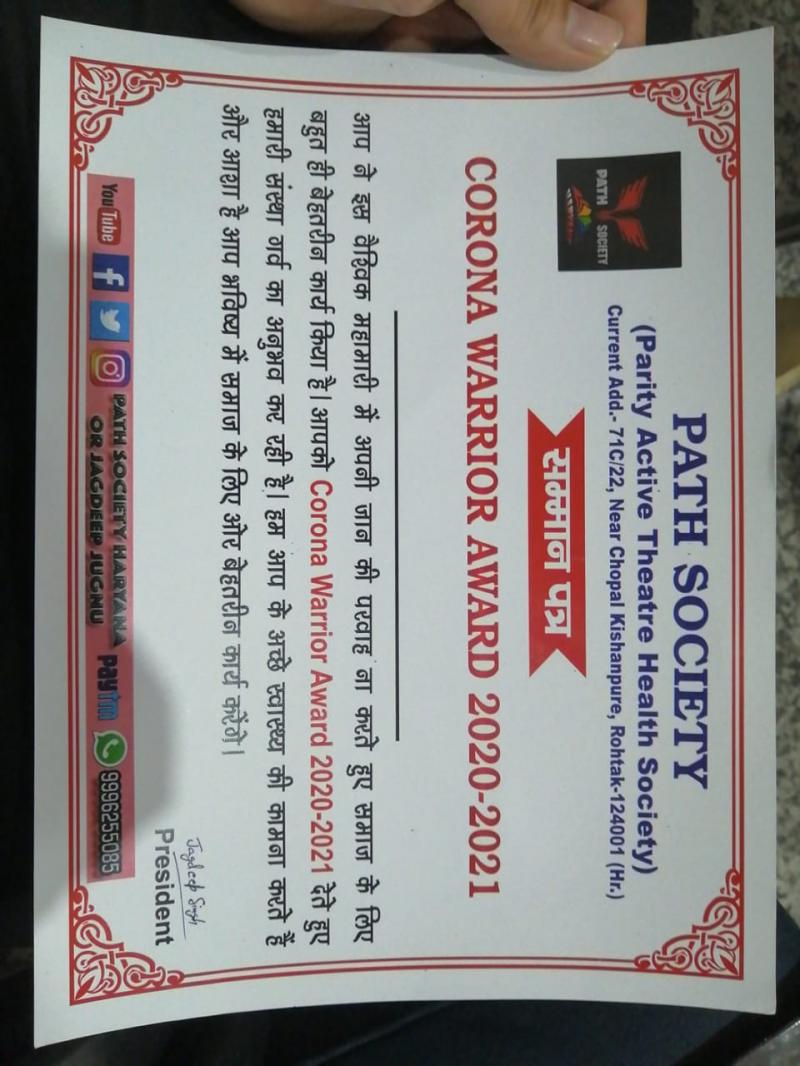 PATH SOCIETY
PATH SOCIETY
(Parity Active Theatre Health Society)
Current Add.- 71C/22, Near Chopal Kishanpure, Rohtak-124001 (Hr.)
सम्मान पत्र
CORONA WARRIOR AWARD 2020-2021
आप ने इस वैश्विक महामारी में अपनी जान की परवाह ना करते हुए समाज के लिए
बहुत ही बेहतरीन कार्य किया है। आपको Corona Warrior Award 2020-2021 देते हुए
हमारी संस्था गर्व का अनुभव कर रही है। हम आप के अच्छे स्वास्थ्य की कामना करते हैं
और आशा है आप भविष्य में समाज के लिए ओर बेहतरीन कार्य करेंगे।
Jagdeep Singh
President
You Tube f PATH SOCIETY HARYANA paytm 9996255085
OR JAGDEEP JUGNU